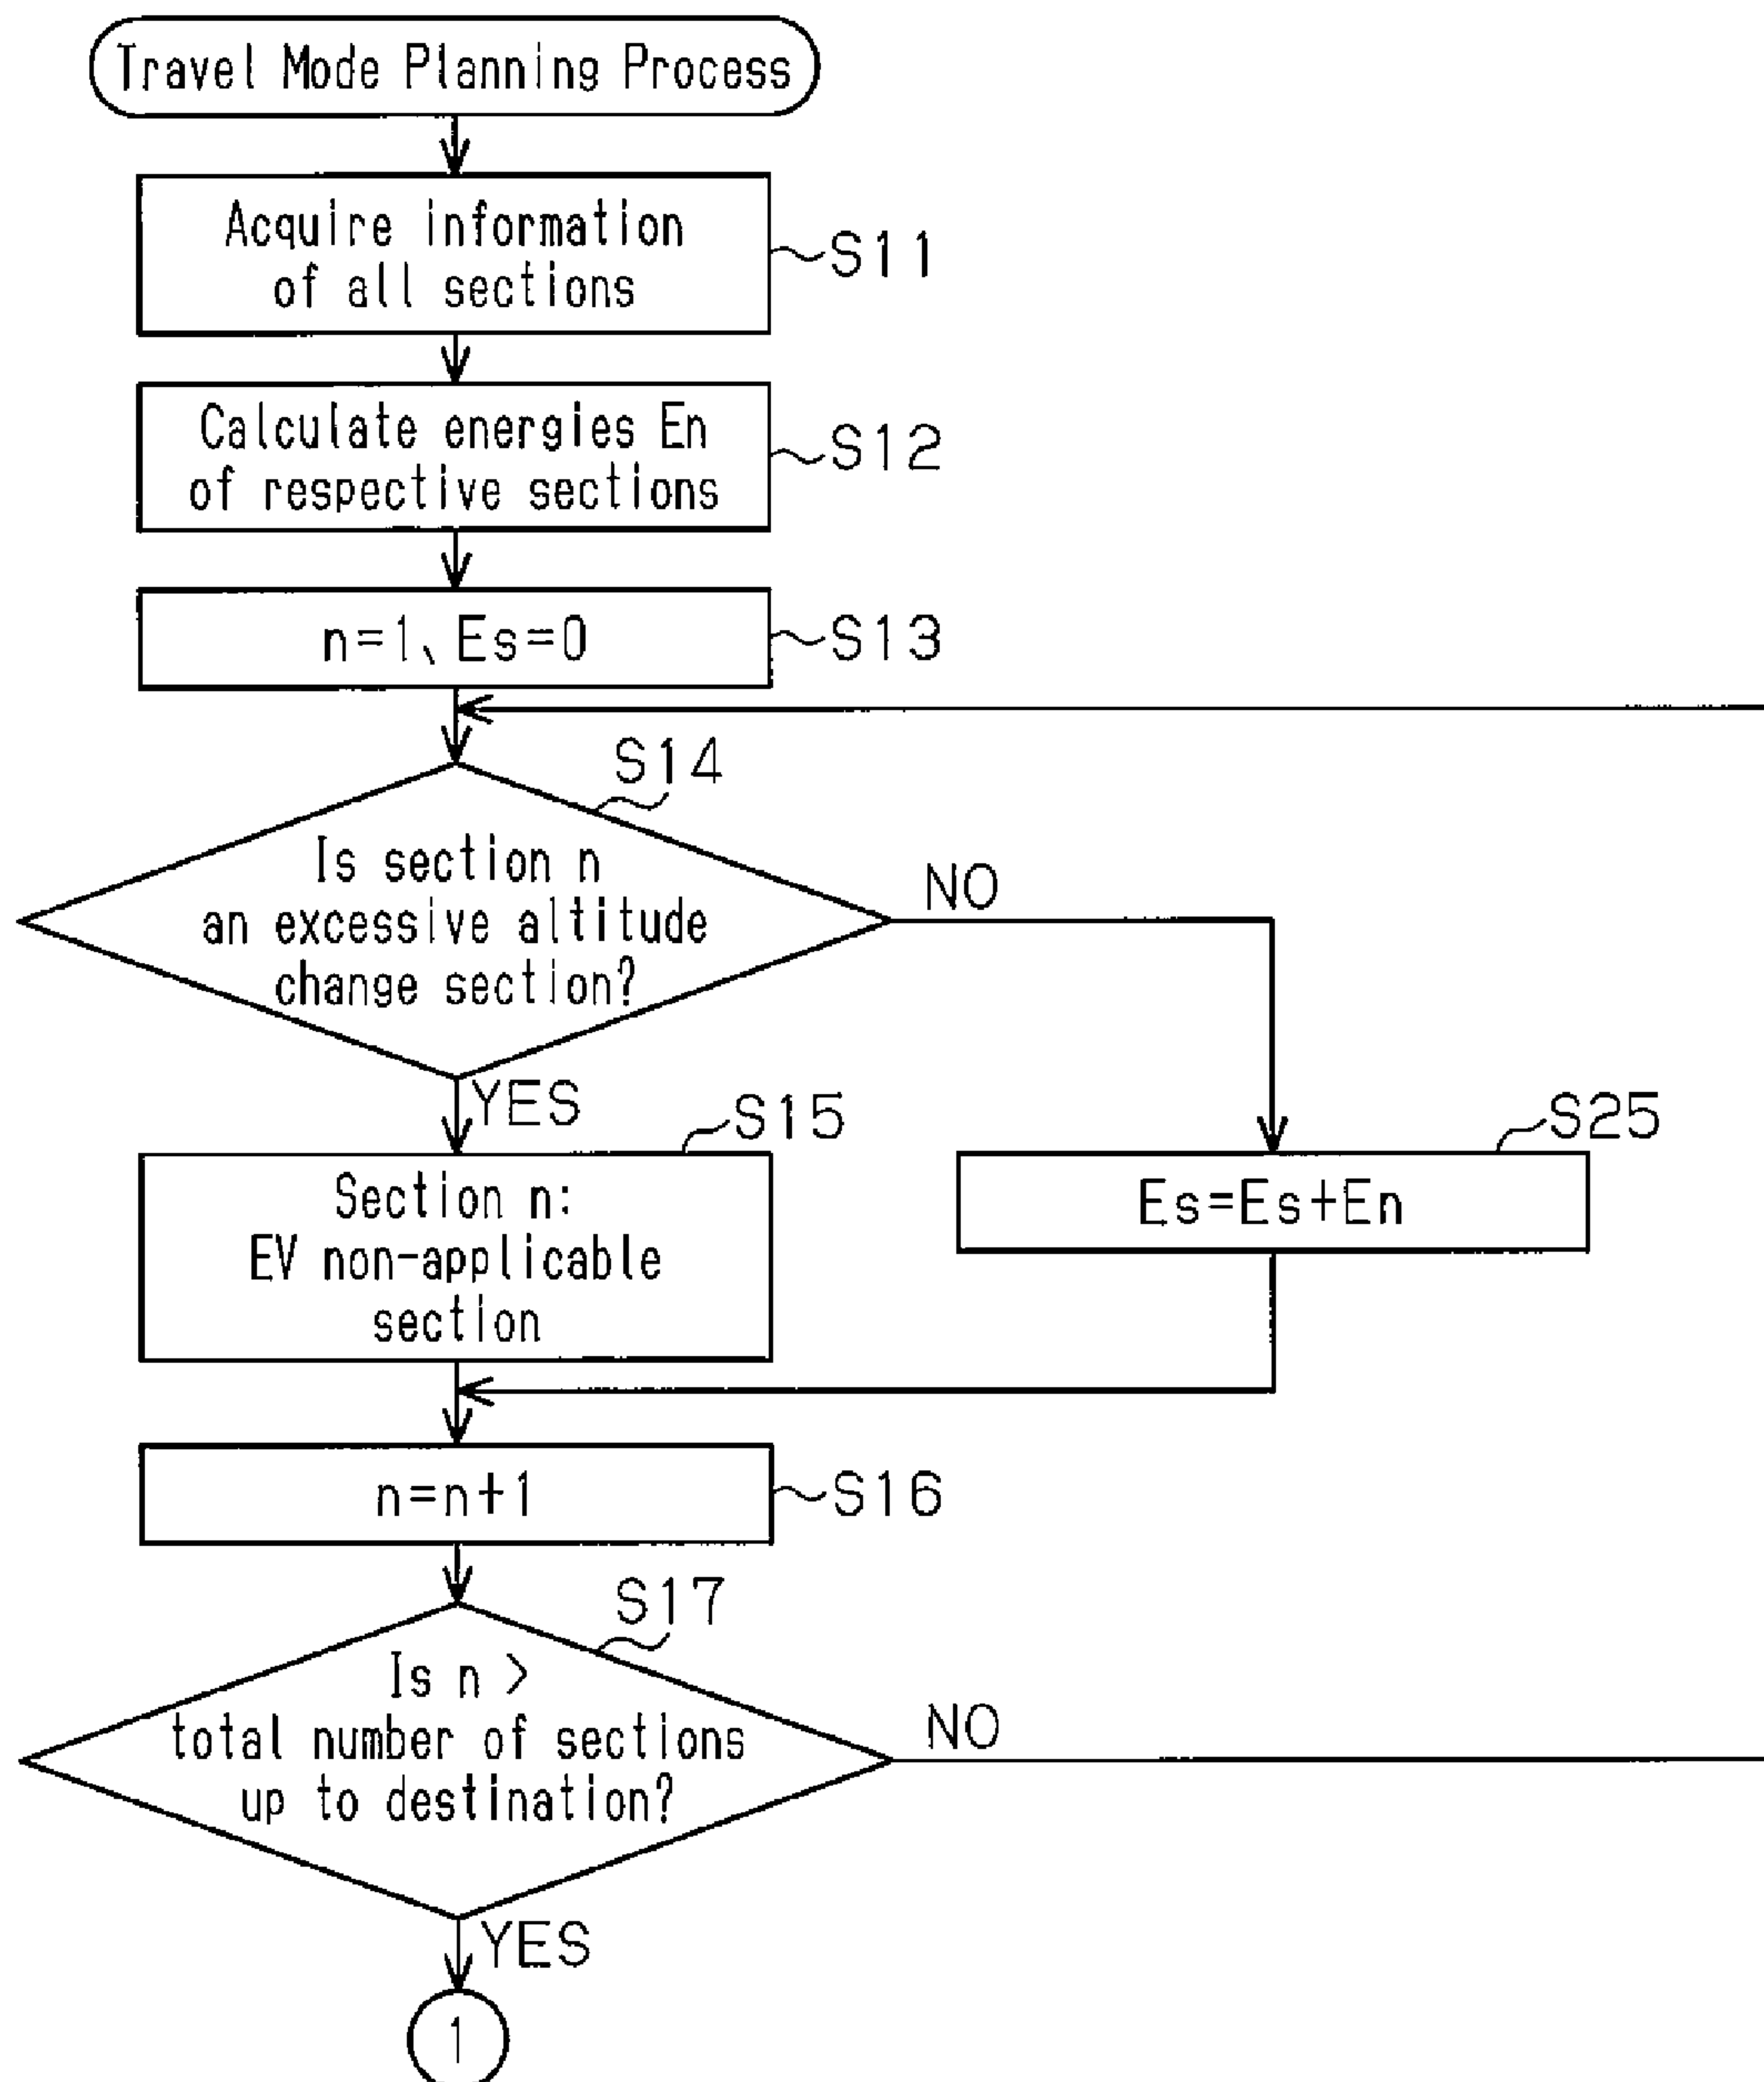 Travel Mode Planning Process
Acquire information
of all sections
S11
Calculate energies En
of respective sections
S12
n=1、Es=0
S13
S14
Is section n
an excessive altitude
change section?
NO
YES
S15
Section n:
EV non-applicable
section
S25
Es=Es+En
n=n+1
S16
S17
Is n >
total number of sections
up to destination?
NO
YES
1